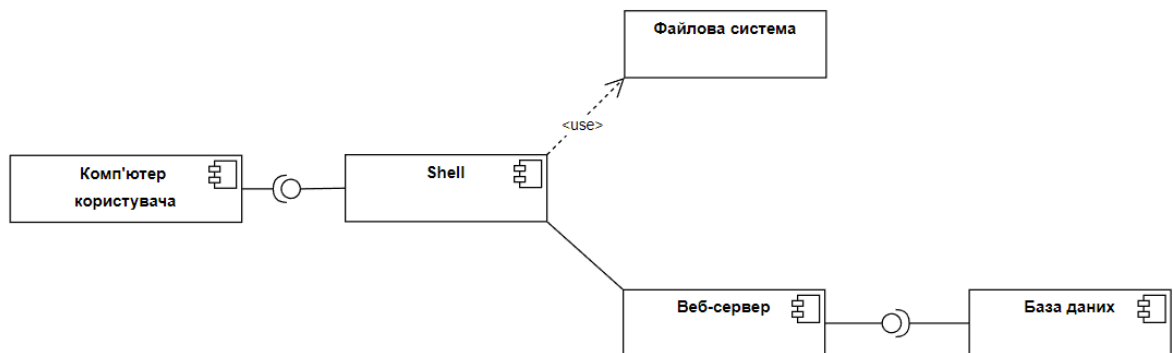 Файлова система
<use>
Комп'ютер
користувача
Shell
Веб-сервер
База даних